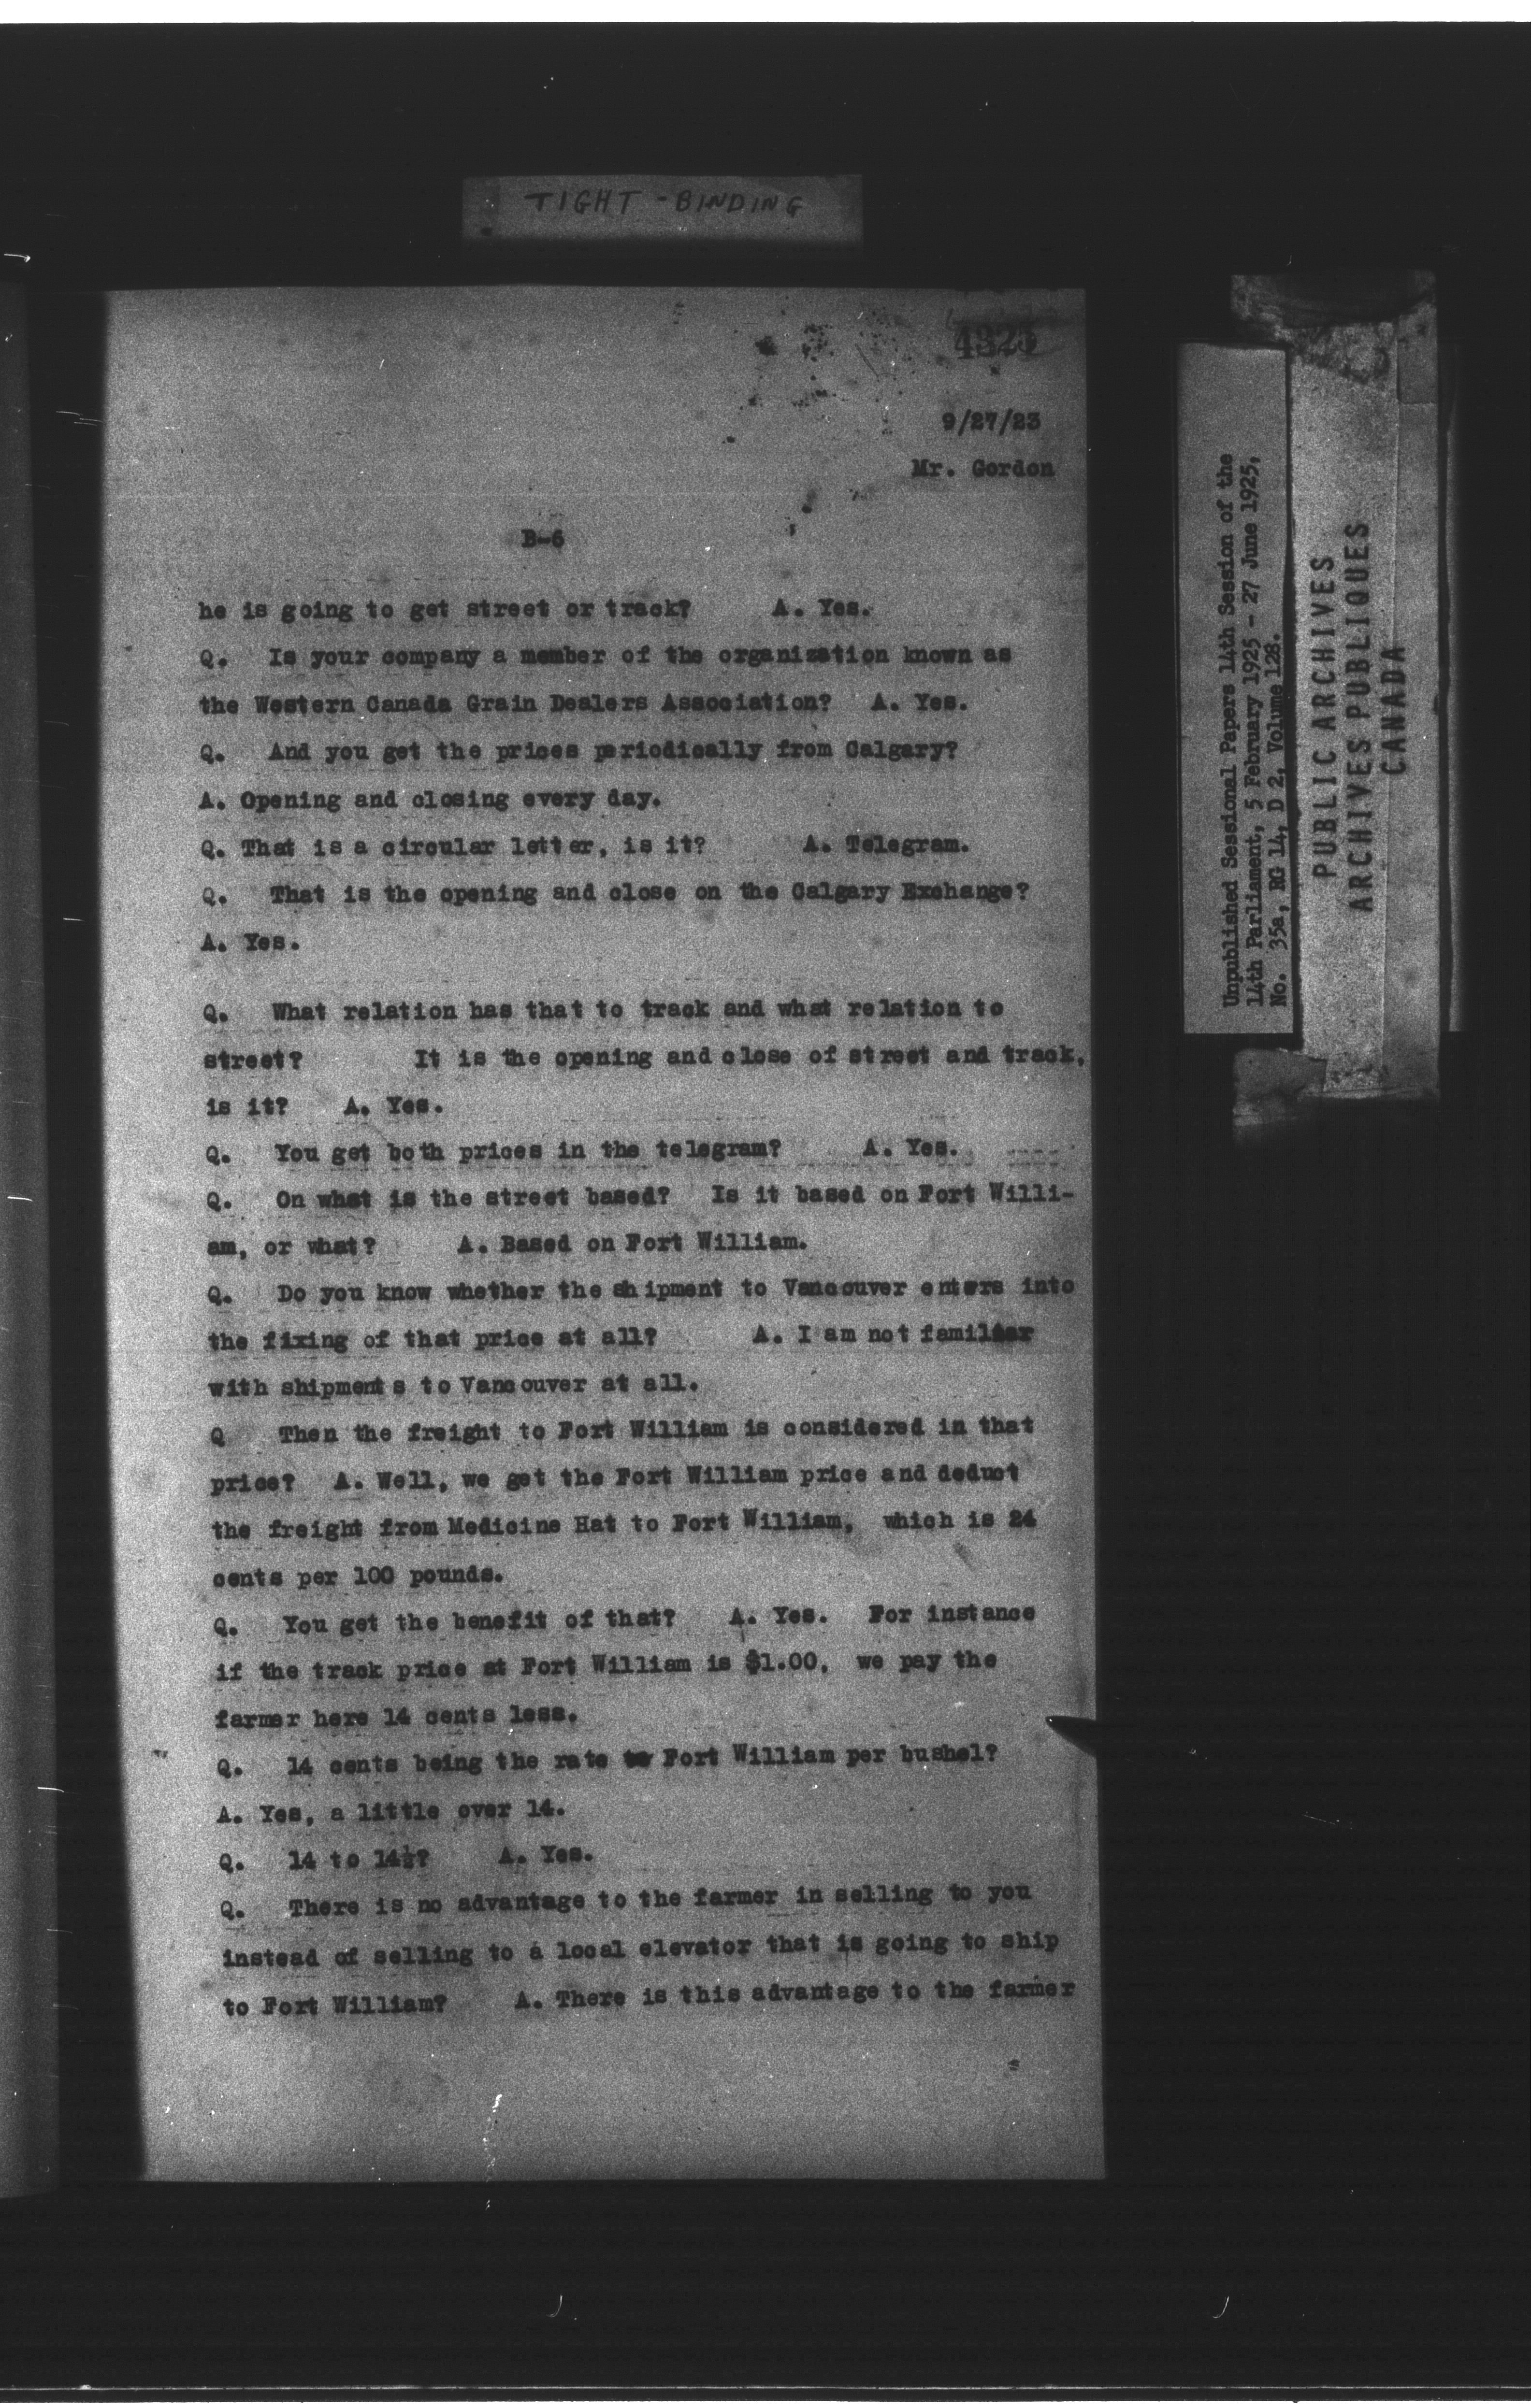 TIGHT-BINDING
9/27/23
Mr. Gordon
B-6
he is going to get street or track? A. Yes.
Q. Is your company a member of the organization known as
the Western Canada Grain Dealers Association? A. Yes.
Q. And you get the prices periodically from Calgary?
A. Opening and closing every day.
Q. That is a circular letter, is it? A. Telegram.
Q. That is the opening and close on the Calgary Exchange?
A. Yes.
Q. What relation has that to track and what relation to
street? It is the opening and close of street and track,
is it? A. Yes.
Q. You get both prices in the telegram? A. Yes.
Q. On what is the street based? Is it based on Fort Willi-
am, or what? A. Based on Fort William.
Q. Do you know whether the shipment to Vancouver enters into
the fixing of that price at all? A. I am not familiar
with shipments to Vancouver at all.
Q Then the freight to Fort William is considered in that
price? A. Well, we get the Fort William price and deduct
the freight from Medicine Hat to Fort William, which is 24
cents per 100 pounds.
Q. You get the benefit of that? A. Yes. For instance
if the track price at Fort William is $1.00, we pay the
farmer here 14 cents less.
Q. 14 cents being the rate to Fort William per bushel?
A. Yes, a little over 14.
Q. 14 to 14½? A. Yes.
Q. There is no advantage to the farmer in selling to you
instead of selling to a local elevator that is going to ship
to Fort William? A. There is this advantage to the farmer
Unpublished Sessional Papers 14th Session of the
14th Parliament, 5 February 1925 - 27 June 1925,
No. 35a, RG 14, D 2, Volume 128.
PUBLIC ARCHIVES
ARCHIVES PUBLIQUES
CANADA